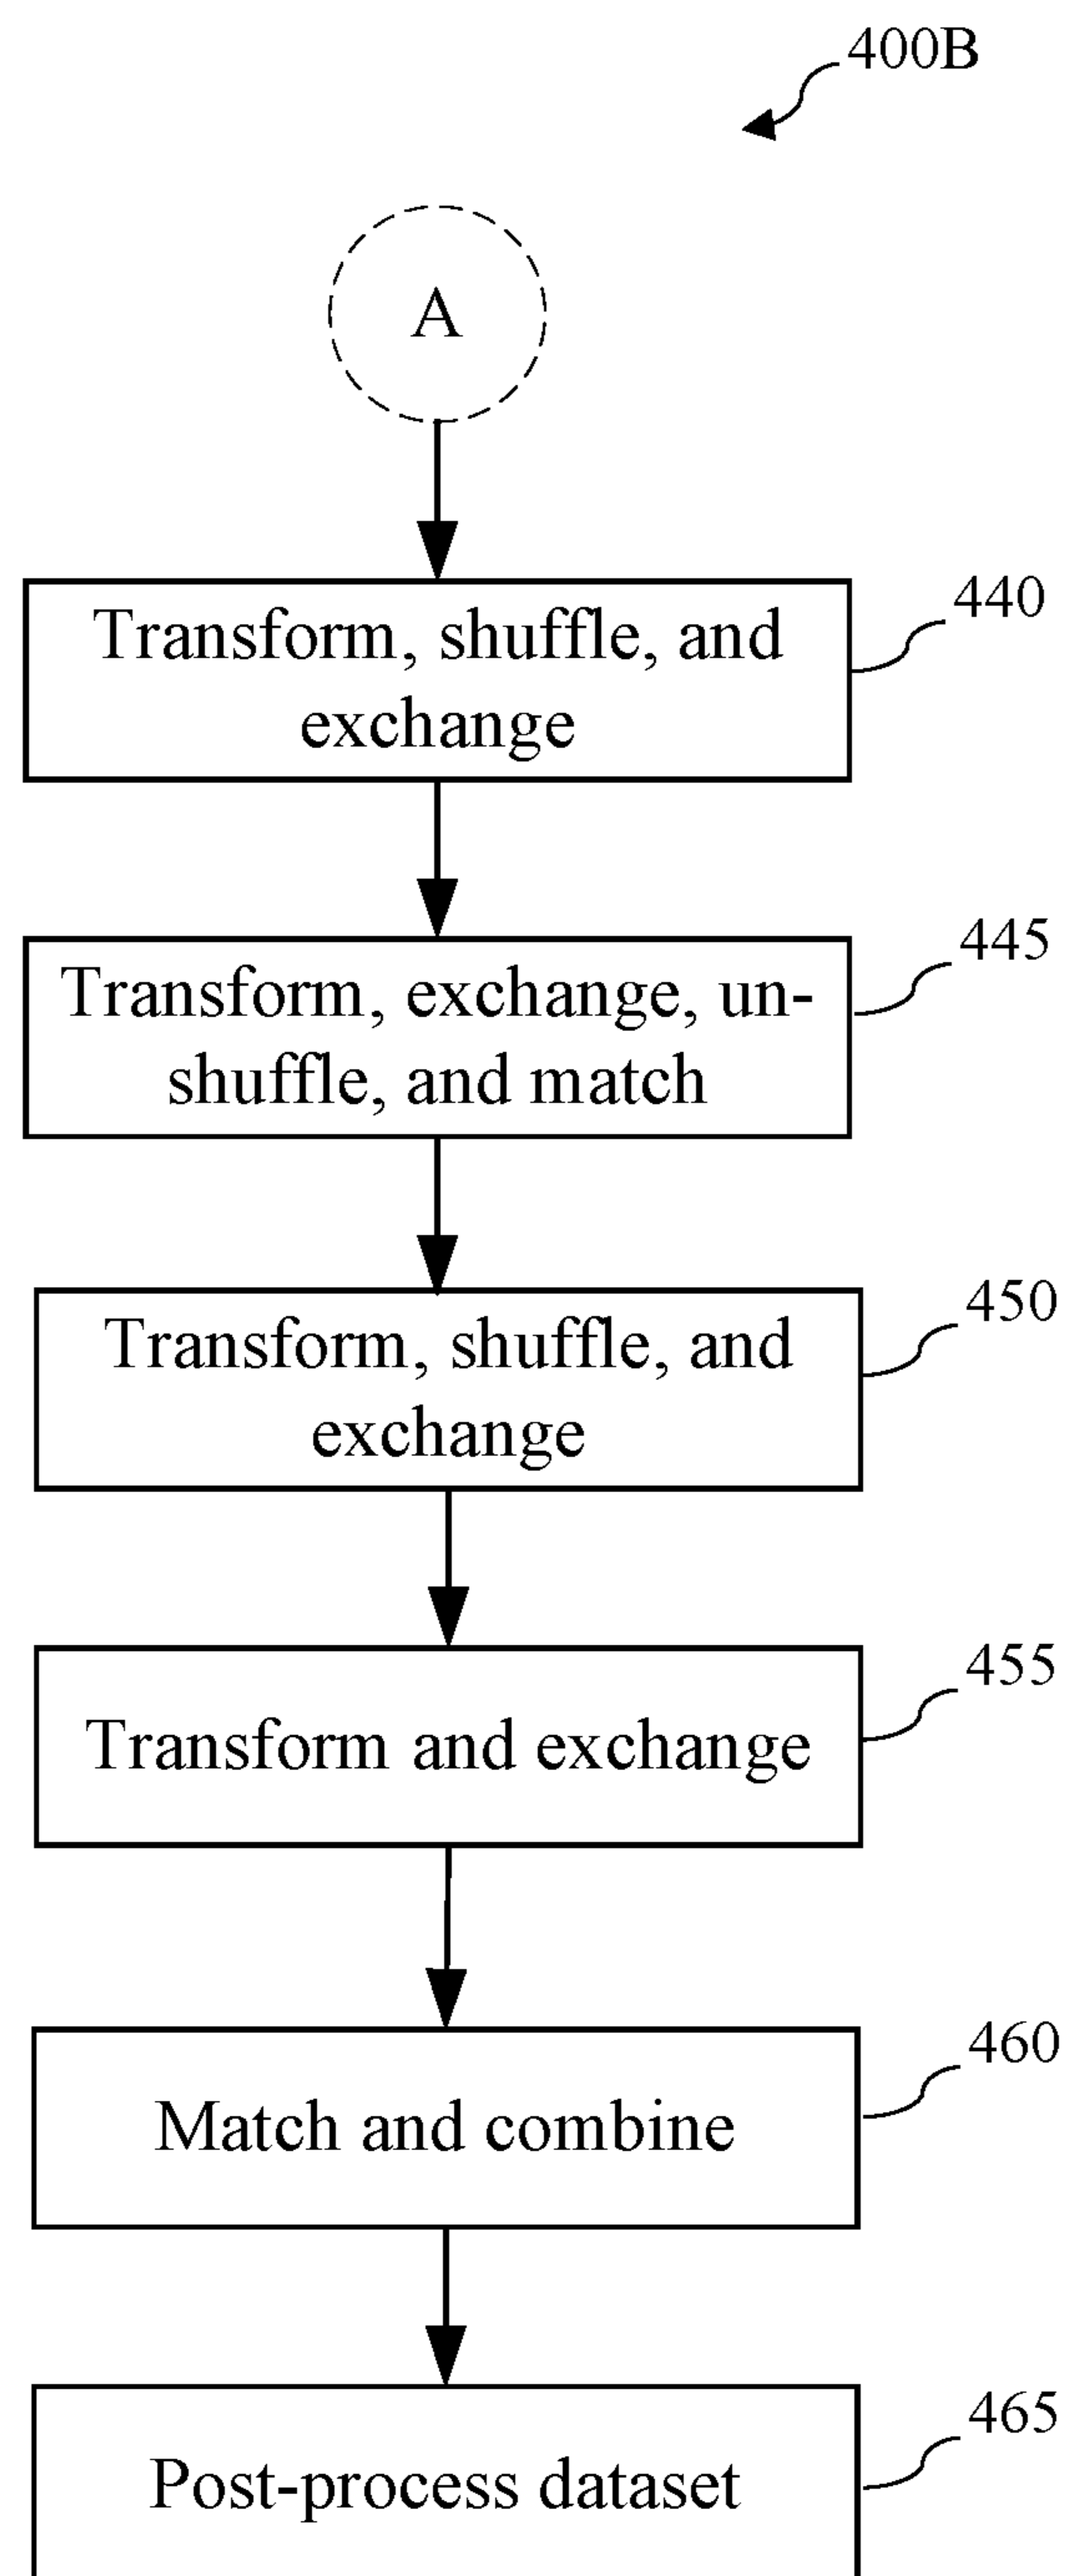 400B
A
Transform, shuffle, and
exchange
440
Transform, exchange, un-
shuffle, and match
445
Transform, shuffle, and
exchange
450
Transform and exchange
455
Match and combine
460
Post-process dataset
465